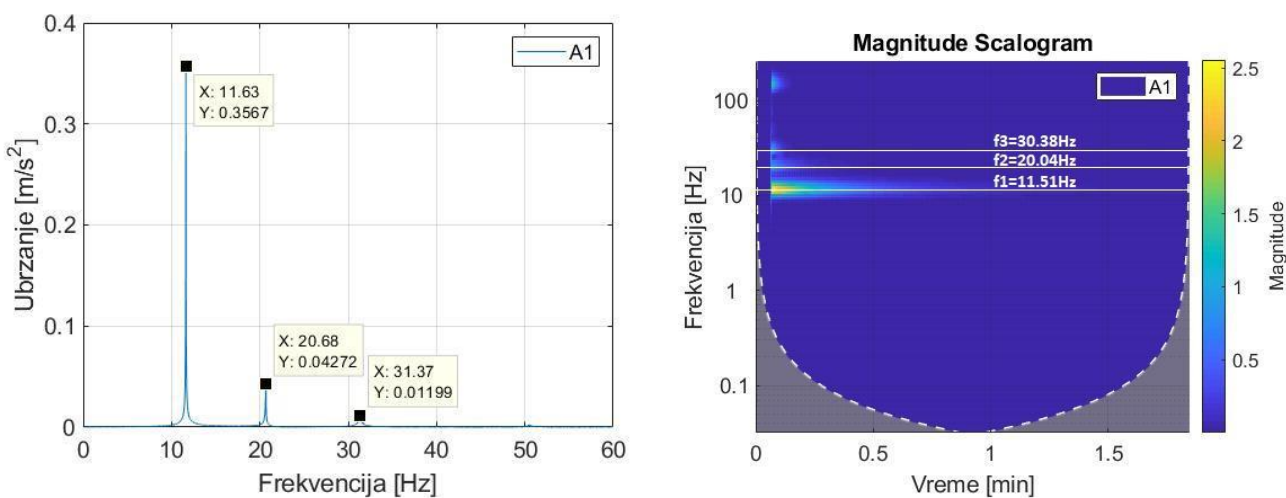 0.4
0.3
0.2
0.1
0
0
10
20
30
40
50
60
Ubrzanje [m/s²]
Frekvencija [Hz]
A1
X: 11.63
Y: 0.3567
X: 20.68
Y: 0.04272
X: 31.37
Y: 0.01199
Magnitude Scalogram
A1
100
10
1
0.1
Frekvencija [Hz]
f3=30.38Hz
f2=20.04Hz
f1=11.51Hz
0
0.5
1
1.5
Vreme [min]
2.5
2
1.5
1
0.5
Magnitude